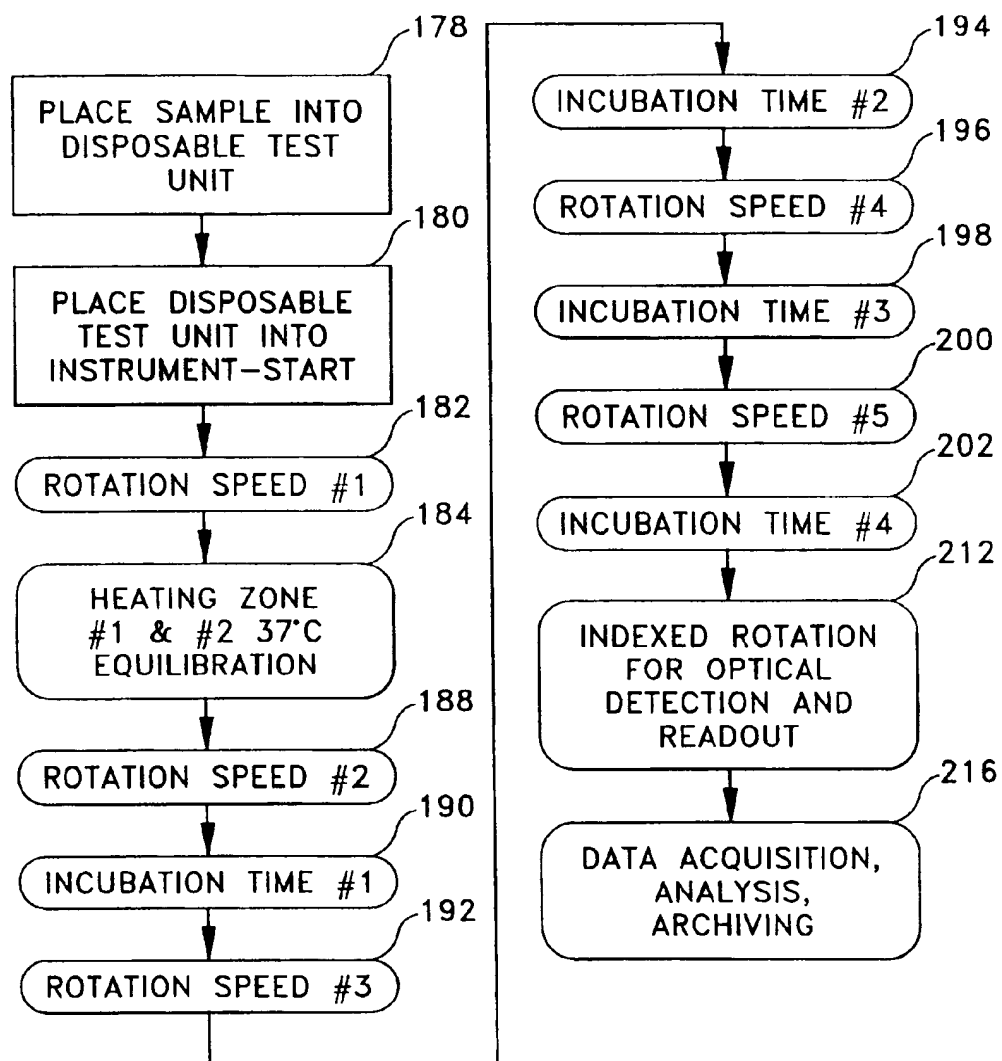 178
PLACE SAMPLE INTO
DISPOSABLE TEST
UNIT
180
PLACE DISPOSABLE
TEST UNIT INTO
INSTRUMENT-START
182
ROTATION SPEED #1
184
HEATING ZONE
#1 & #2 37°C
EQUILIBRATION
188
ROTATION SPEED #2
190
INCUBATION TIME #1
192
ROTATION SPEED #3
194
INCUBATION TIME #2
196
ROTATION SPEED #4
198
INCUBATION TIME #3
200
ROTATION SPEED #5
202
INCUBATION TIME #4
212
INDEXED ROTATION
FOR OPTICAL
DETECTION AND
READOUT
216
DATA ACQUISITION,
ANALYSIS,
ARCHIVING